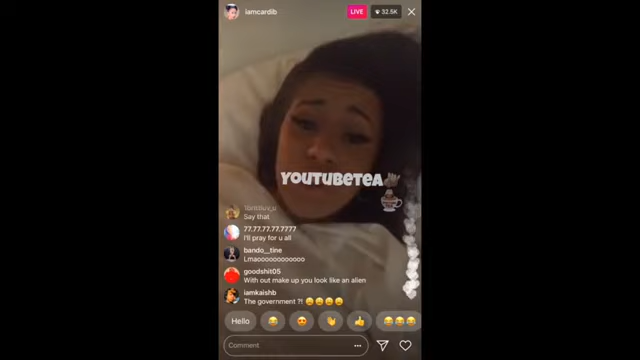 iamcardib
LIVE
32.5K
YOUTUBETEA
Say that
77.77.77.77.7777
I'll pray for u all
bando__tine
Lmaoooooooooooo
goodshit05
With out make up you look like an alien
iamkaishb
The government ?! 😢😢😢😢
Hello
Comment